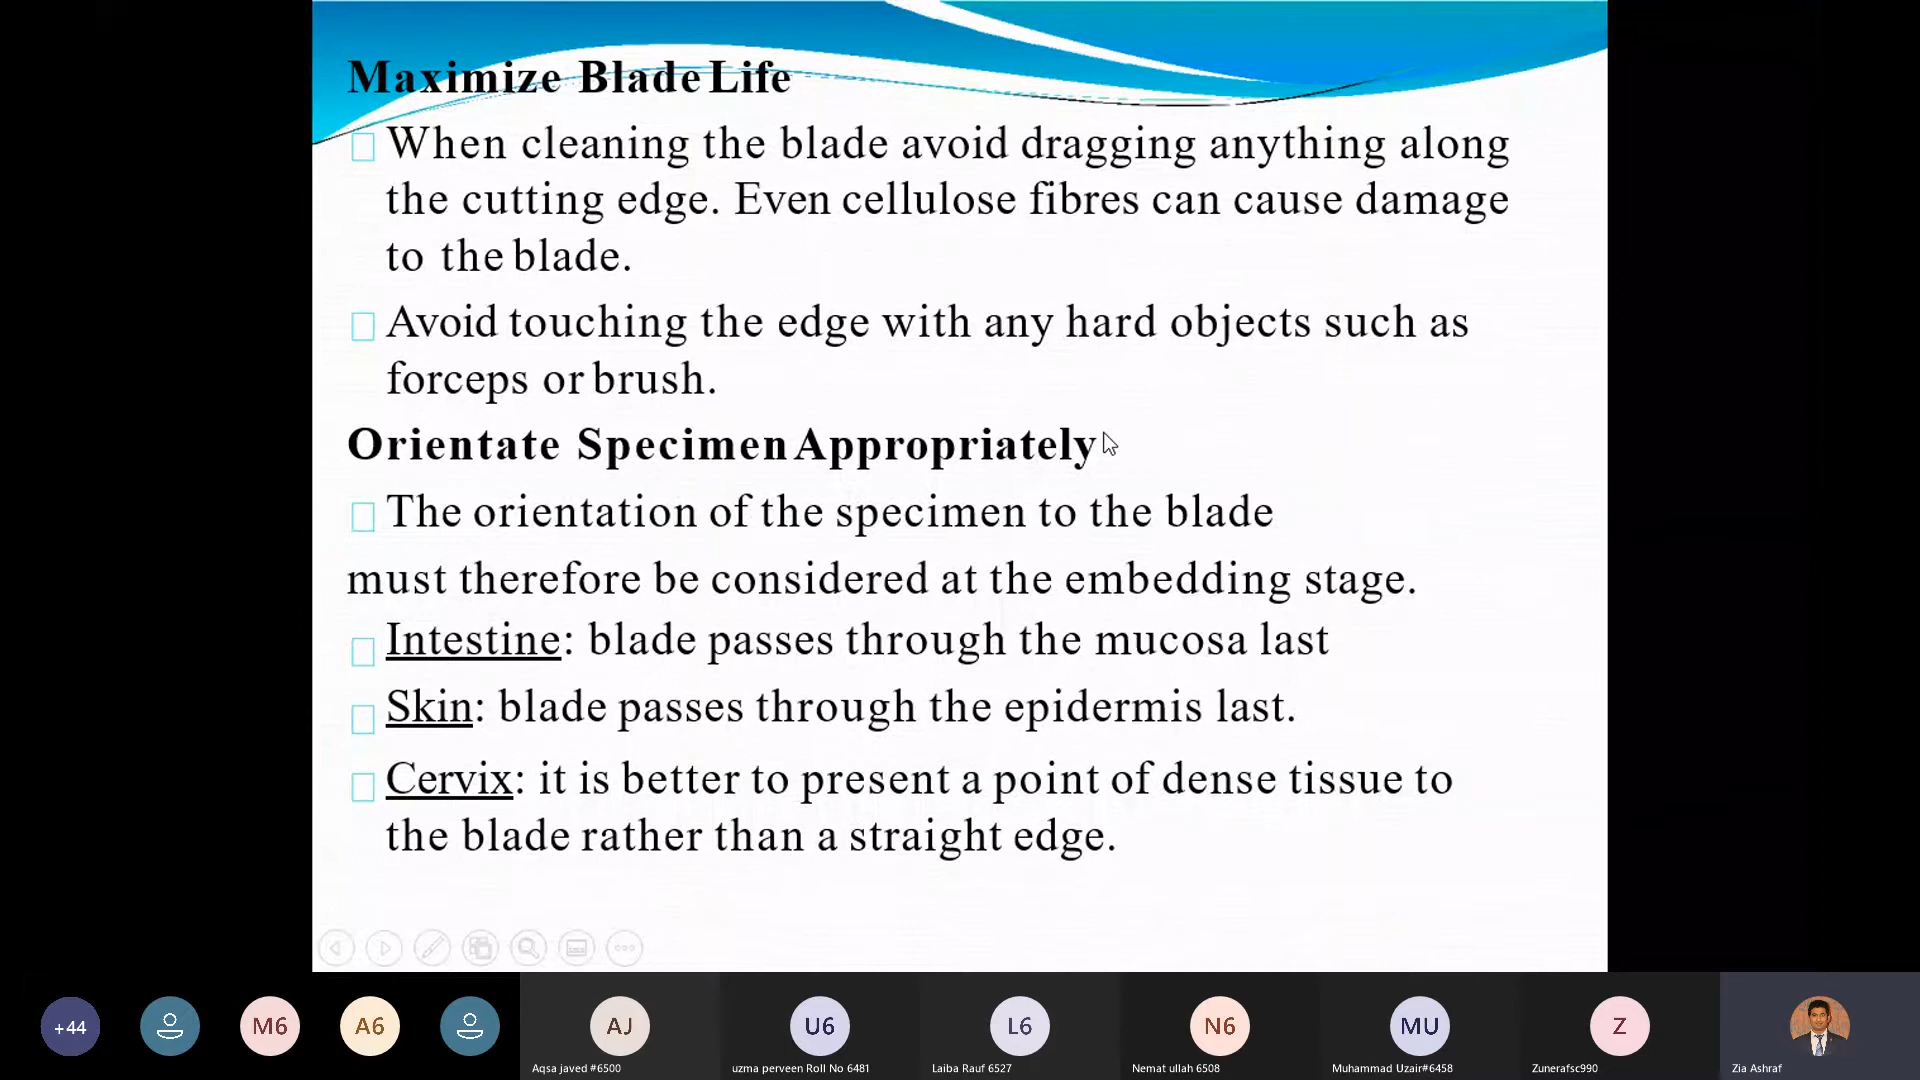 Maximize Blade Life
When cleaning the blade avoid dragging anything along
the cutting edge. Even cellulose fibres can cause damage
to the blade.
Avoid touching the edge with any hard objects such as
forceps or brush.
Orientate Specimen Appropriately
The orientation of the specimen to the blade
must therefore be considered at the embedding stage.
Intestine: blade passes through the mucosa last
Skin: blade passes through the epidermis last.
Cervix: it is better to present a point of dense tissue to
the blade rather than a straight edge.
+44
M6
A6
AJ
U6
L6
N6
MU
Z
Aqsa javed #6500
uzma perveen Roll No 6481
Laiba Rauf 6527
Nemat ullah 6508
Muhammad Uzair#6458
Zunerafsc990
Zia Ashraf